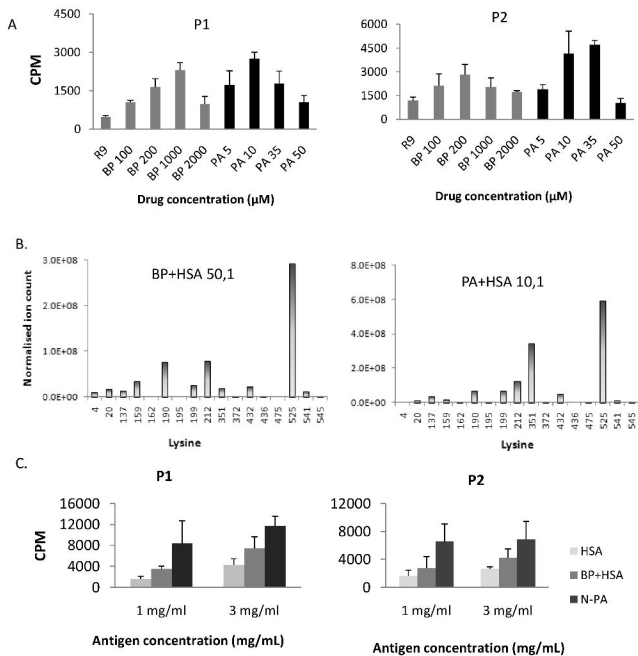 A
P1
P2
CPM
4500
3000
1500
0
6000
4500
3000
1500
0
R9
BP 100
BP 200
BP 1000
BP 2000
PA 5
PA 10
PA 35
PA 50
R9
BP 100
BP 200
BP 1000
BP 2000
PA 5
PA 10
PA 35
PA 50
Drug concentration (µM)
Drug concentration (µM)
B.
BP+HSA 50,1
PA+HSA 10,1
Normalised ion count
3.0E+08
2.0E+08
1.0E+08
0.0E+00
8.0E+08
6.0E+08
4.0E+08
2.0E+08
0.0E+00
4
20
137
159
162
190
195
199
212
351
372
432
436
475
525
541
545
4
20
137
159
162
190
195
199
212
351
372
432
436
475
525
541
545
Lysine
Lysine
C.
P1
P2
CPM
16000
12000
8000
4000
0
12000
8000
4000
0
1 mg/ml
3 mg/ml
1 mg/ml
3 mg/ml
HSA
BP+HSA
N-PA
Antigen concentration (mg/mL)
Antigen concentration (mg/mL)